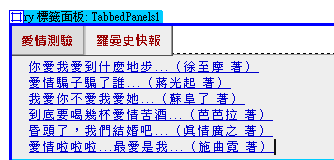 ry 標籤面板: TabbedPanels1
愛情測驗 羅曼史快報
你愛我愛到什麼地步...(徐至摩 著)
愛情騙子騙了誰...(蔣光起 著)
我愛你不愛我愛她...(蘇阜了 著)
到底要喝幾杯愛情苦酒...(芭芭拉 著)
昏頭了，我們結婚吧...(真情廣之 著)
愛情啦啦啦...最愛是我...(施曲霓 著)